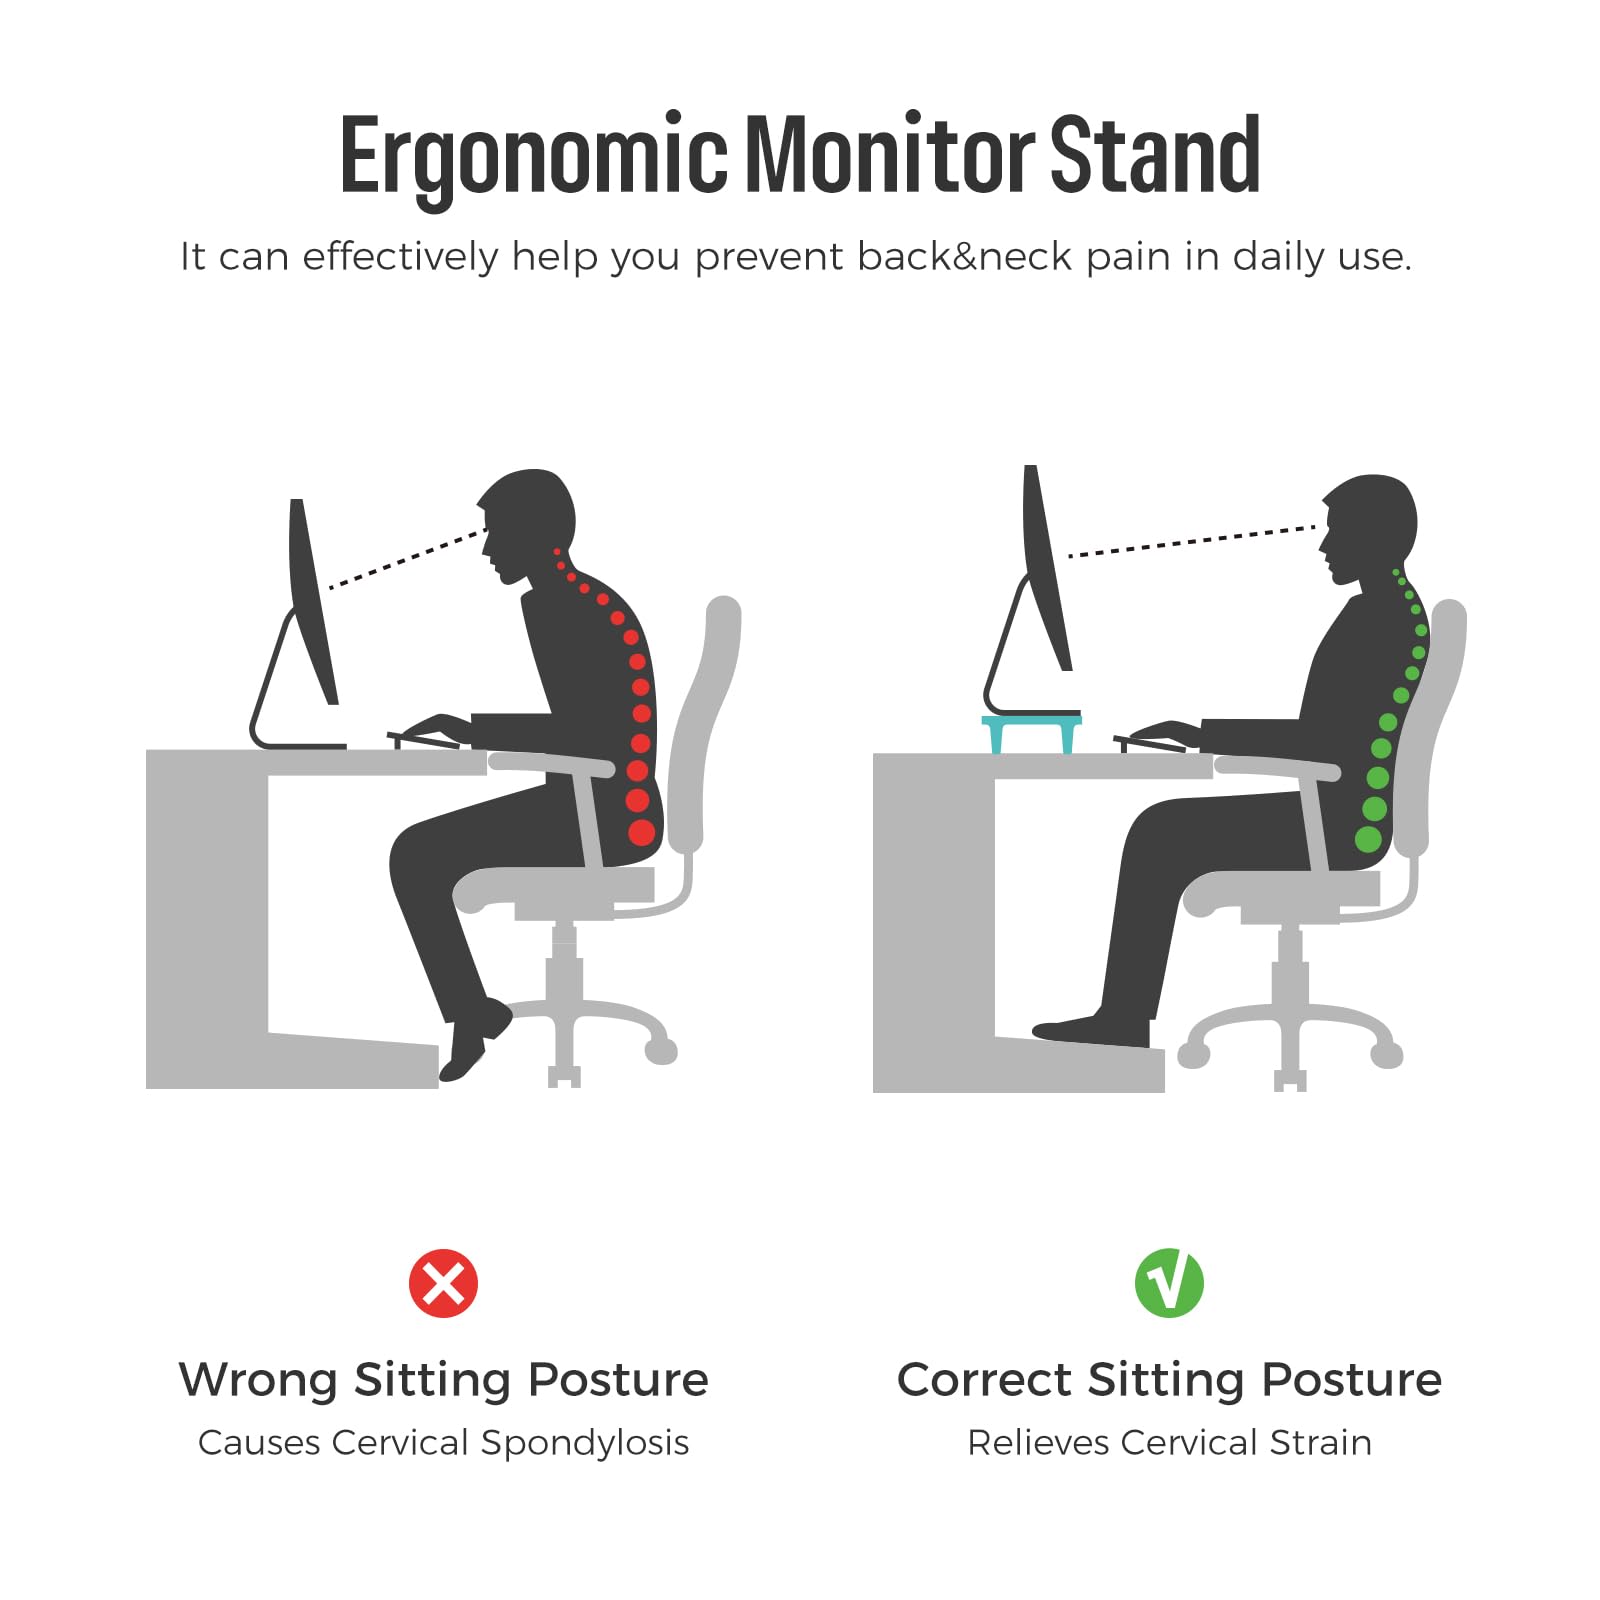 Ergonomic Monitor Stand
It can effectively help you prevent back&neck pain in daily use.
Wrong Sitting Posture
Causes Cervical Spondylosis
Correct Sitting Posture
Relieves Cervical Strain